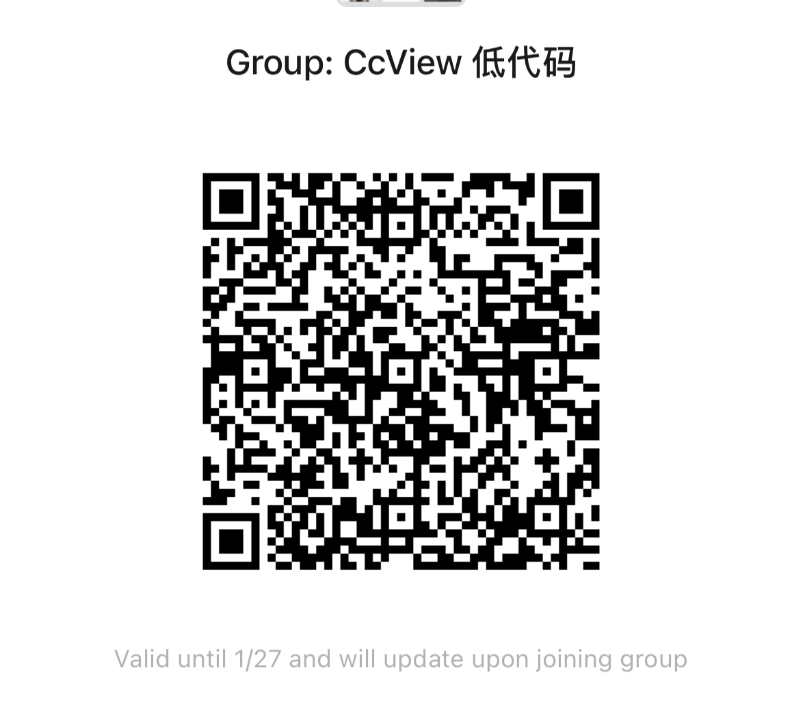 Group: CcView 低代码
Valid until 1/27 and will update upon joining group